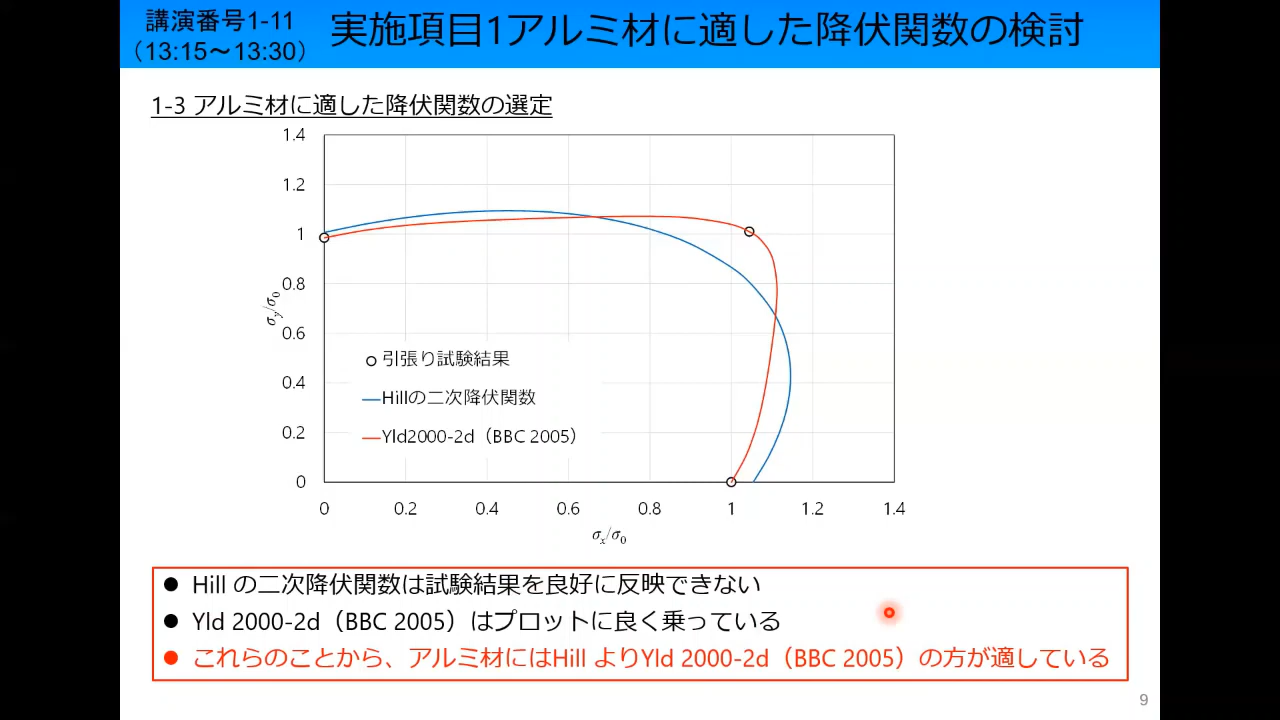 講演番号1-11
（13:15～13:30）
実施項目1アルミ材に適した降伏関数の検討
1-3 アルミ材に適した降伏関数の選定
1.4
1.2
1
0.8
0.6
0.4
0.2
0
σy/σ0
引張り試験結果
Hillの二次降伏関数
Yld2000-2d（BBC 2005）
0 0.2 0.4 0.6 0.8 1 1.2 1.4
σx/σ0
● Hill の二次降伏関数は試験結果を良好に反映できない
● Yld 2000-2d（BBC 2005）はプロットに良く乗っている
● これらのことから、アルミ材にはHill よりYld 2000-2d（BBC 2005）の方が適している
9